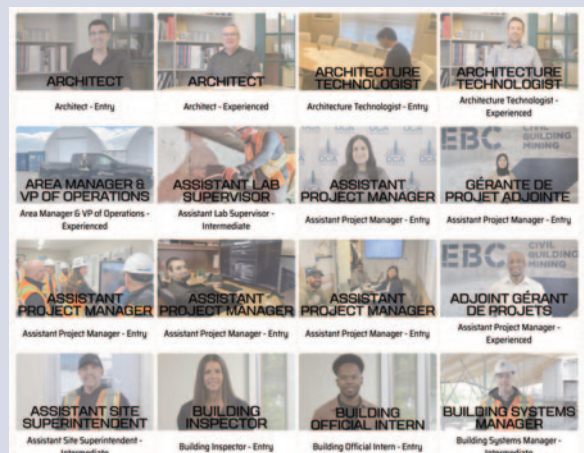 ARCHITECT
ARCHITECT
ARCHITECTURE
TECHNOLOGIST
ARCHITECTURE
TECHNOLOGIST
Architect - Entry
Architect - Experienced
Architecture Technologist - Entry
Architecture Technologist -
Experienced
AREA MANAGER &
VP OF OPERATIONS
ASSISTANT LAB
SUPERVISOR
OCA
ASSISTANT
PROJECT MANAGER
EBC CIVIL
BUILDING
MINING
GÉRANTE DE
PROJET ADJOINTE
Area Manager & VP of Operations -
Experienced
Assistant Lab Supervisor -
Intermediate
Assistant Project Manager - Entry
Assistant Project Manager - Entry
ASSISTANT
PROJECT MANAGER
ASSISTANT
PROJECT MANAGER
ASSISTANT
PROJECT MANAGER
EBC CIVIL
BUILDING
MINING
ADJOINT GÉRANT
DE PROJETS
Assistant Project Manager - Entry
Assistant Project Manager - Entry
Assistant Project Manager - Entry
Assistant Project Manager -
Experienced
ASSISTANT SITE
SUPERINTENDENT
BUILDING
INSPECTOR
BUILDING
OFFICIAL INTERN
BUILDING SYSTEMS
MANAGER
Assistant Site Superintendent -
Intermediate
Building Inspector - Entry
Building Official Intern - Entry
Building Systems Manager -
Intermediate